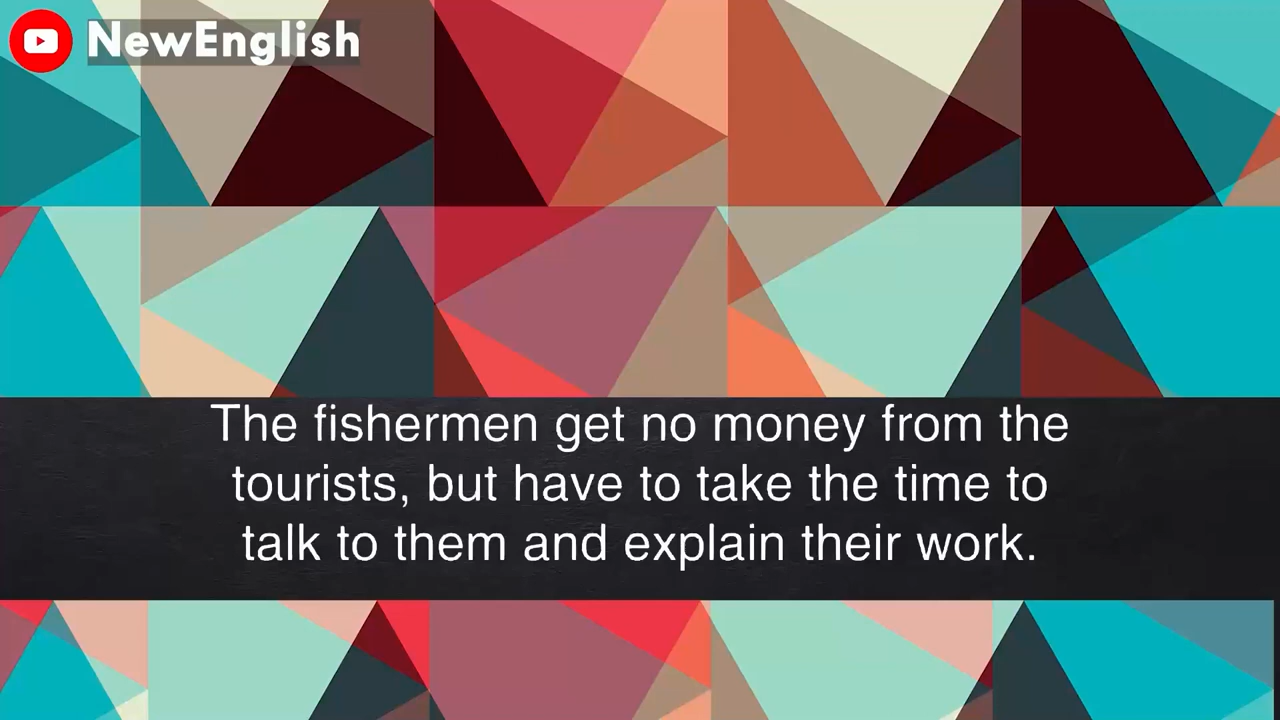 NewEnglish
The fishermen get no money from the
tourists, but have to take the time to
talk to them and explain their work.